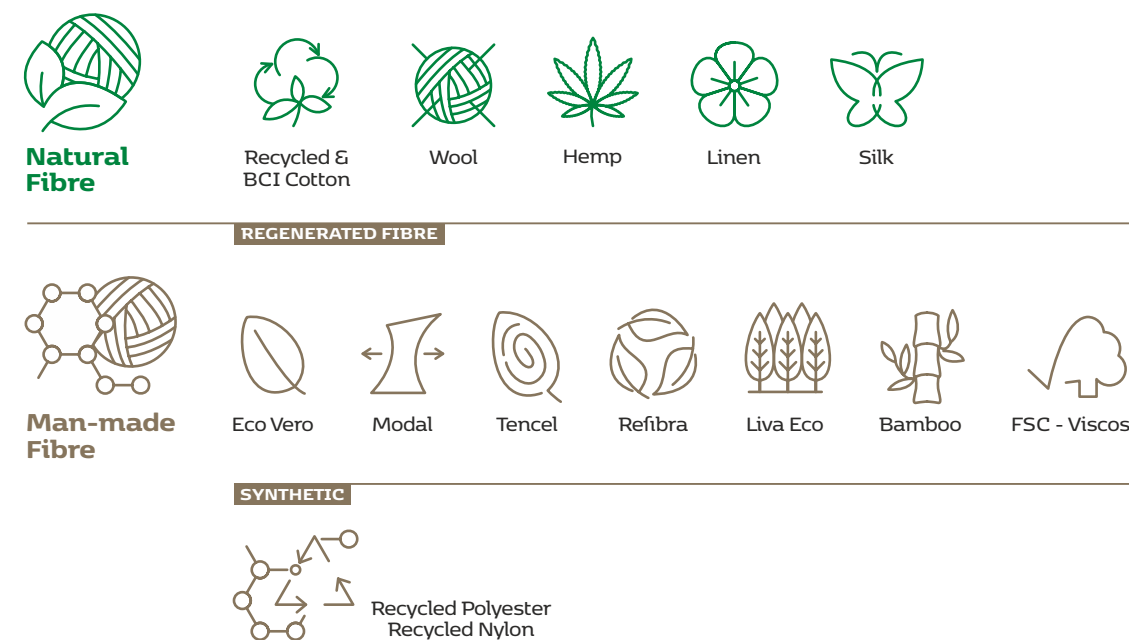 Natural
Fibre
Recycled &
BCI Cotton
Wool
Hemp
Linen
Silk
REGENERATED FIBRE
Man-made
Fibre
Eco Vero
Modal
Tencel
Refibra
Liva Eco
Bamboo
FSC - Viscos
SYNTHETIC
Recycled Polyester
Recycled Nylon